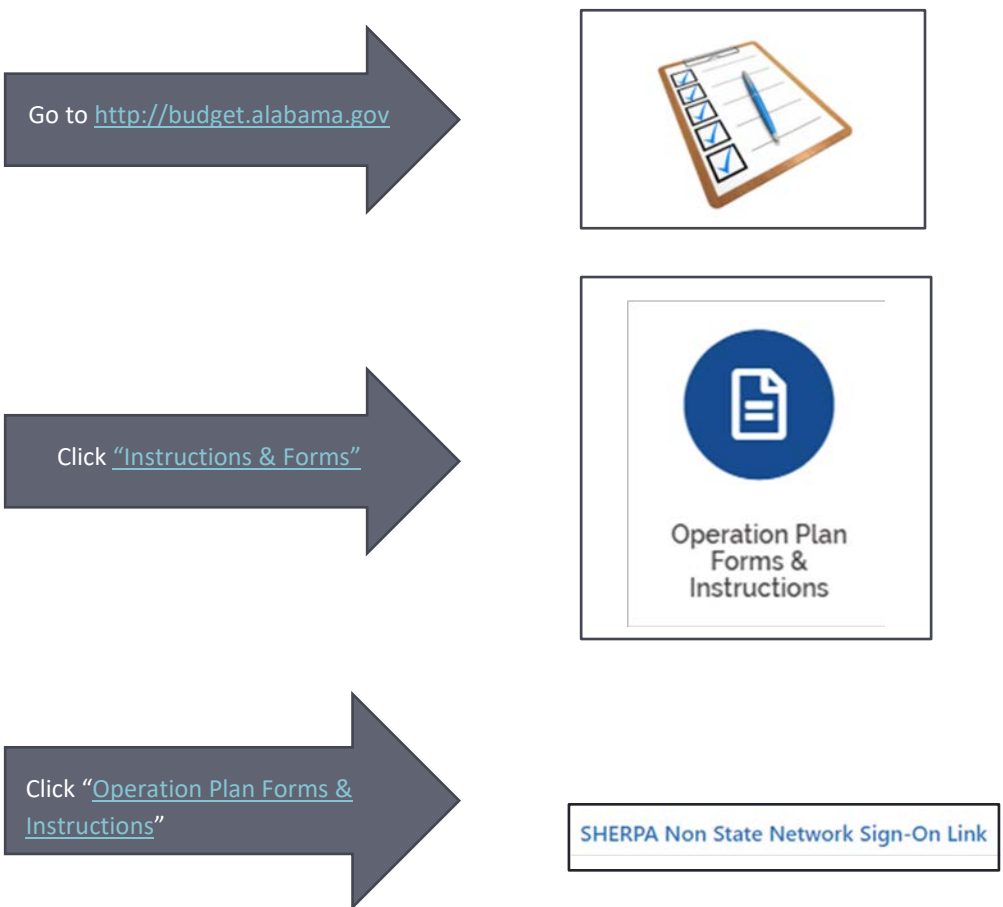 Go to http://budget.alabama.gov
Click “Instructions & Forms”
Operation Plan
Forms &
Instructions
Click “Operation Plan Forms &
Instructions”
SHERPA Non State Network Sign-On Link